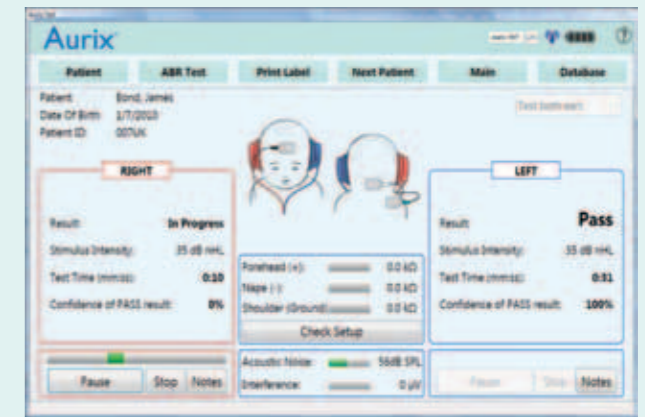 Aurix
Patient
ABR Test
Print Label
Next Patient
Main
Database
Patient: Bond, James
Date Of Birth: 1/7/2010
Patient ID: 007UK
Test both ears
RIGHT
Result: In Progress
Stimulus Intensity: 35 dB nHL
Test Time (mm:ss): 0:10
Confidence of PASS result: 0%
Pause
Stop
Notes
Forehead (+): 0.0 kΩ
Nape (-): 0.0 kΩ
Shoulder (Ground) 0.0 kΩ
Check Setup
Acoustic Noise: 56dB SPL
Interference: 0 µV
LEFT
Result: Pass
Stimulus Intensity: 35 dB nHL
Test Time (mm:ss): 0:31
Confidence of PASS result: 100%
Pause
Stop
Notes